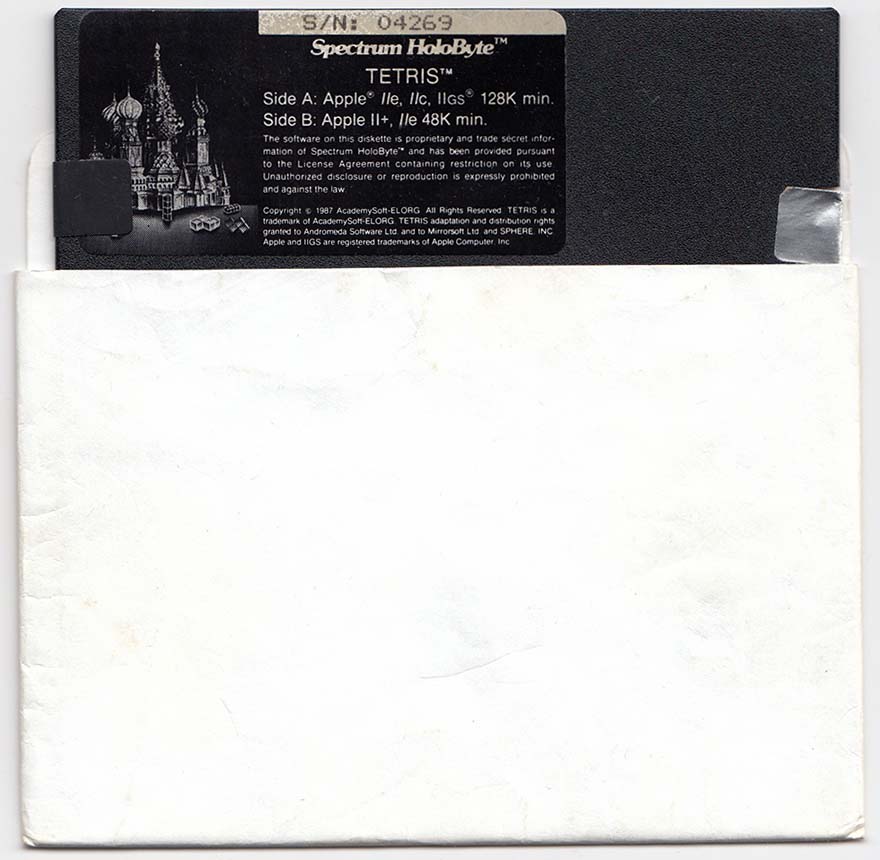 S/N: 04269
Spectrum HoloByte™
TETRIS™
Side A: Apple® //e, //c, IIGS® 128K min.
Side B: Apple II+, //e 48K min.
The software on this diskette is proprietary and trade secret infor-
mation of Spectrum HoloByte™ and has been provided pursuant
to the License Agreement containing restriction on its use.
Unauthorized disclosure or reproduction is expressly prohibited
and against the law.
Copyright © 1987 AcademySoft-ELORG. All Rights Reserved. TETRIS is a
trademark of AcademySoft-ELORG. TETRIS adaptation and distribution rights
granted to Andromeda Software Ltd. and to Mirrorsoft Ltd. and SPHERE, INC.
Apple and IIGS are registered trademarks of Apple Computer, Inc.